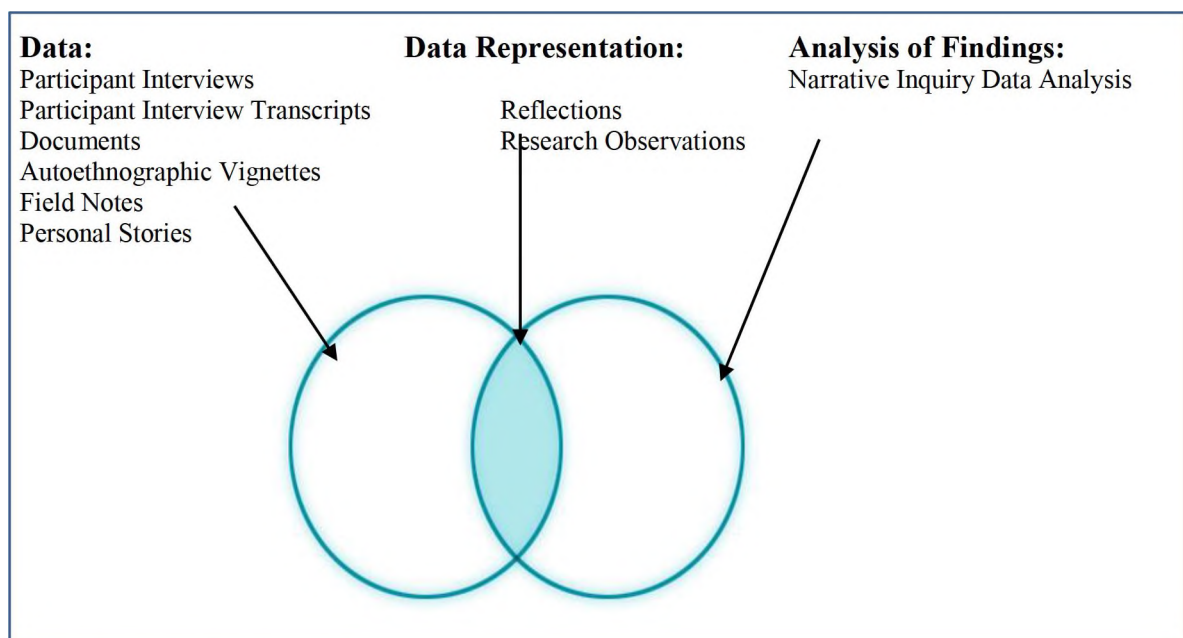 Data:
Participant Interviews
Participant Interview Transcripts
Documents
Autoethnographic Vignettes
Field Notes
Personal Stories
Data Representation:
Reflections
Research Observations
Analysis of Findings:
Narrative Inquiry Data Analysis